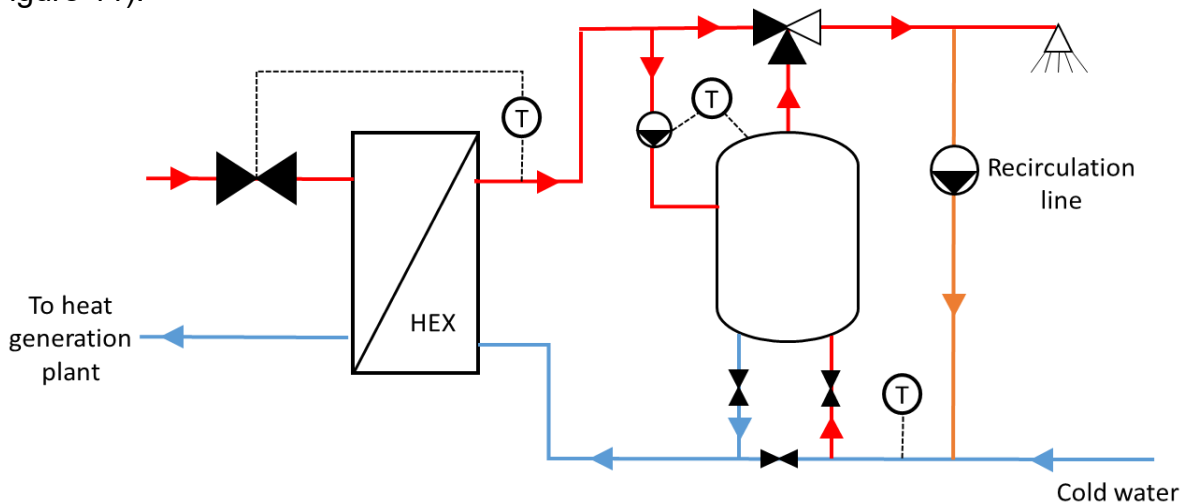 T
T
Recirculation
line
To heat
generation
plant
HEX
T
Cold water